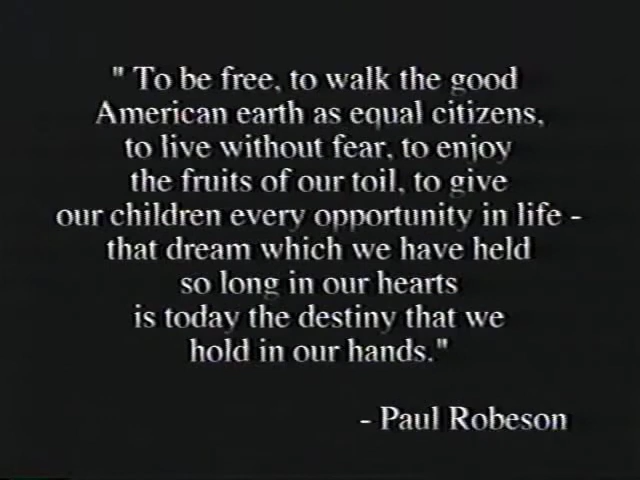 " To be free, to walk the good
American earth as equal citizens,
to live without fear, to enjoy
the fruits of our toil, to give
our children every opportunity in life -
that dream which we have held
so long in our hearts
is today the destiny that we
hold in our hands."
- Paul Robeson